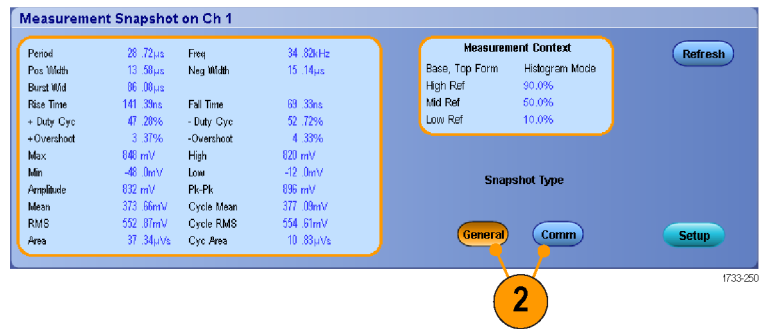 Measurement Snapshot on Ch 1
Period 28 .72µs Freq 34 .82kHz
Pos Width 13 .58µs Neg Width 15 .14µs
Burst Wid 86 .08µs
Rise Time 141 .39ns Fall Time 69 .33ns
+ Duty Cyc 47 .28% - Duty Cyc 52 .72%
+Overshoot 3 .37% -Overshoot 4 .33%
Max 848 mV High 820 mV
Min -48 .0mV Low -12 .0mV
Amplitude 832 mV Pk-Pk 896 mV
Mean 373 .66mV Cycle Mean 377 .09mV
RMS 552 .87mV Cycle RMS 554 .61mV
Area 37 .34µVs Cyc Area 10 .83µVs
Measurement Context
Base, Top Form Histogram Mode
High Ref 90.0%
Mid Ref 50.0%
Low Ref 10.0%
Refresh
Snapshot Type
General Comm Setup
1733-250
2